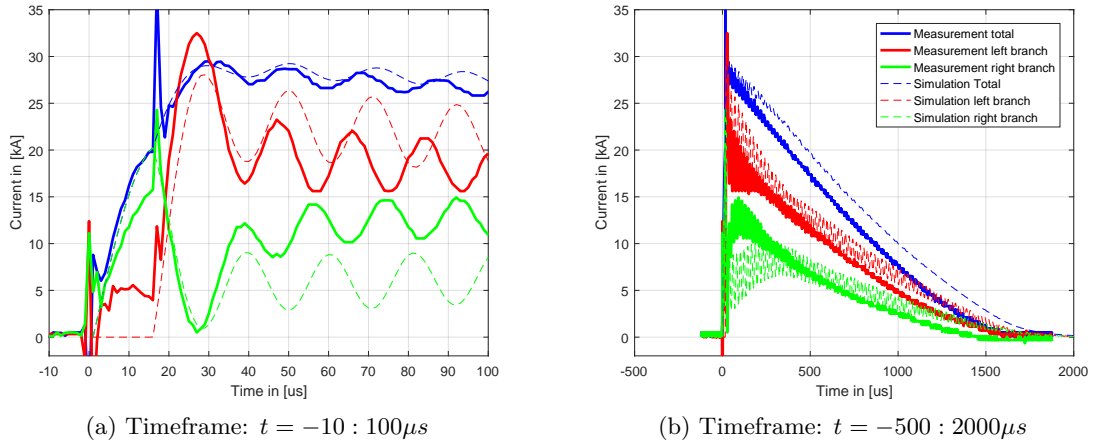 35
30
25
20
15
10
5
0
Current in [kA]
-10 0 10 20 30 40 50 60 70 80 90 100
Time in [us]
(a) Timeframe: t = −10 : 100μs
35
30
25
20
15
10
5
0
Current in [kA]
Measurement total
Measurement left branch
Measurement right branch
Simulation Total
Simulation left branch
Simulation right branch
-500 0 500 1000 1500 2000
Time in [us]
(b) Timeframe: t = −500 : 2000μs